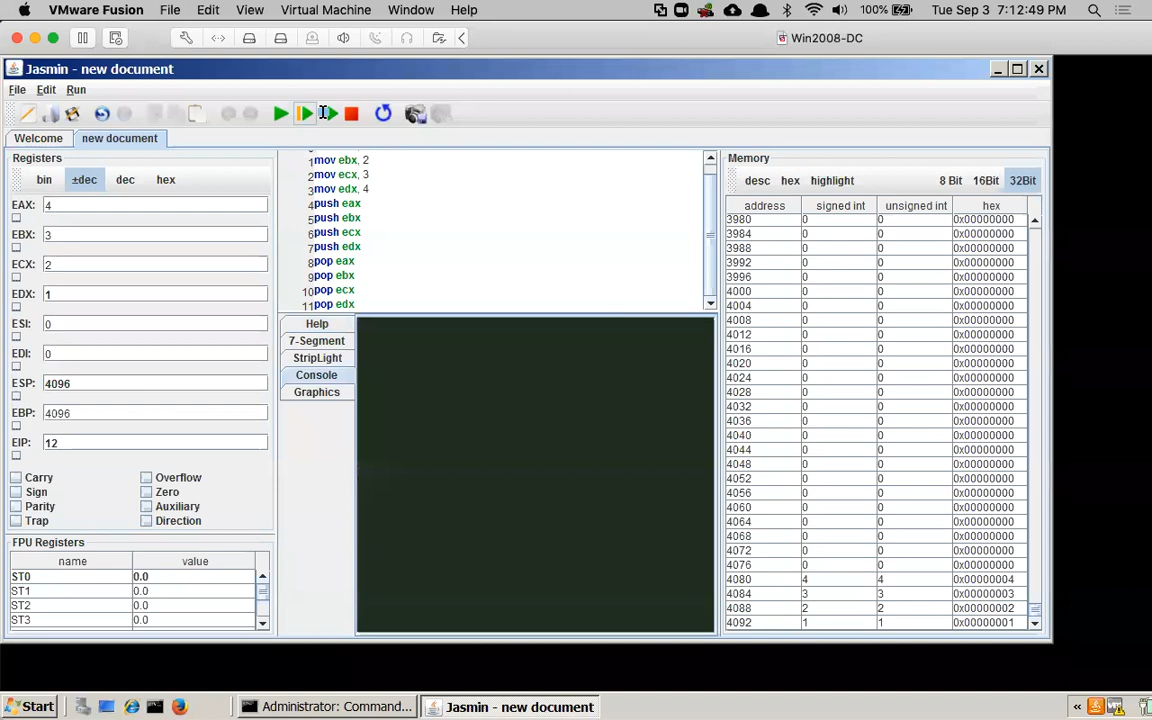 VMware Fusion File Edit View Virtual Machine Window Help 100% Tue Sep 3 7:12:49 PM
Win2008-DC
Jasmin - new document
File Edit Run
Welcome new document
Registers
bin ±dec dec hex
EAX: 4
EBX: 3
ECX: 2
EDX: 1
ESI: 0
EDI: 0
ESP: 4096
EBP: 4096
EIP: 12
Carry Overflow
Sign Zero
Parity Auxiliary
Trap Direction
FPU Registers
name value
ST0 0.0
ST1 0.0
ST2 0.0
ST3 0.0
1 mov ebx, 2
2 mov ecx, 3
3 mov edx, 4
4 push eax
5 push ebx
6 push ecx
7 push edx
8 pop eax
9 pop ebx
10 pop ecx
11 pop edx
Help
7-Segment
StripLight
Console
Graphics
Memory
desc hex highlight 8 Bit 16Bit 32Bit
address signed int unsigned int hex
3980 0 0 0x00000000
3984 0 0 0x00000000
3988 0 0 0x00000000
3992 0 0 0x00000000
3996 0 0 0x00000000
4000 0 0 0x00000000
4004 0 0 0x00000000
4008 0 0 0x00000000
4012 0 0 0x00000000
4016 0 0 0x00000000
4020 0 0 0x00000000
4024 0 0 0x00000000
4028 0 0 0x00000000
4032 0 0 0x00000000
4036 0 0 0x00000000
4040 0 0 0x00000000
4044 0 0 0x00000000
4048 0 0 0x00000000
4052 0 0 0x00000000
4056 0 0 0x00000000
4060 0 0 0x00000000
4064 0 0 0x00000000
4068 0 0 0x00000000
4072 0 0 0x00000000
4076 0 0 0x00000000
4080 4 4 0x00000004
4084 3 3 0x00000003
4088 2 2 0x00000002
4092 1 1 0x00000001
Start Administrator: Command... Jasmin - new document «